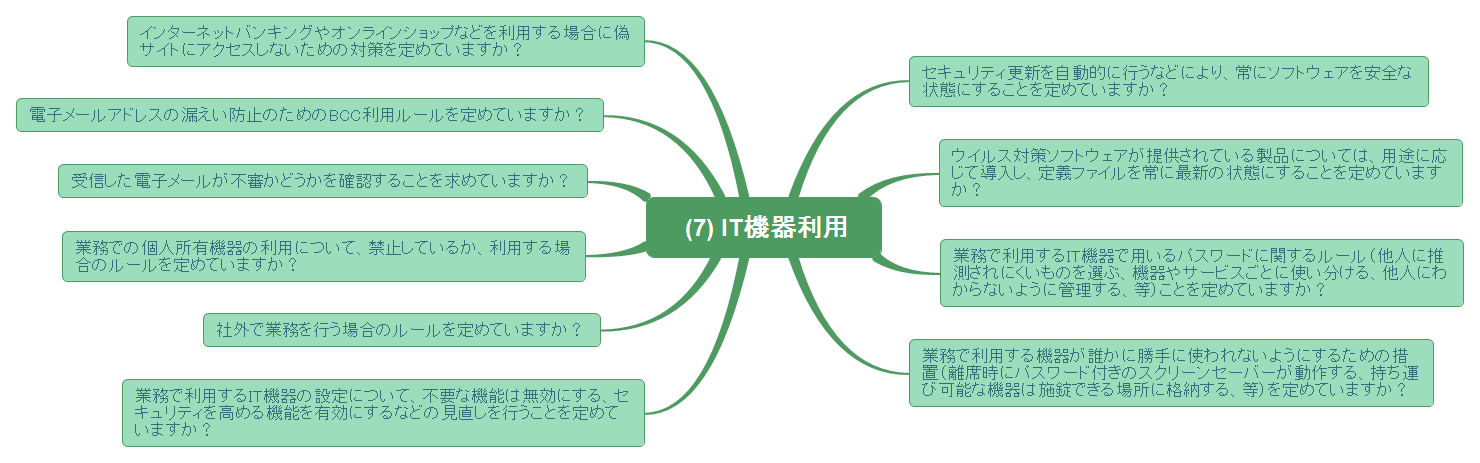 (7) IT機器利用
セキュリティ更新を自動的に行うなどにより、常にソフトウェアを安全な
状態にすることを定めていますか？
ウイルス対策ソフトウェアが提供されている製品については、用途に応
じて導入し、定義ファイルを常に最新の状態にすることを定めています
か？
業務で利用するIT機器で用いるパスワードに関するルール（他人に推
測されにくいものを選ぶ、機器やサービスごとに使い分ける、他人にわ
からないように管理する、等）ことを定めていますか？
業務で利用する機器が誰かに勝手に使われないようにするための措
置（離席時にパスワード付きのスクリーンセーバーが動作する、持ち運
び可能な機器は施錠できる場所に格納する、等）を定めていますか？
インターネットバンキングやオンラインショップなどを利用する場合に偽
サイトにアクセスしないための対策を定めていますか？
電子メールアドレスの漏えい防止のためのBCC利用ルールを定めていますか？
受信した電子メールが不審かどうかを確認することを求めていますか？
業務での個人所有機器の利用について、禁止しているか、利用する場
合のルールを定めていますか？
社外で業務を行う場合のルールを定めていますか？
業務で利用するIT機器の設定について、不要な機能は無効にする、セ
キュリティを高める機能を有効にするなどの見直しを行うことを定めて
いますか？